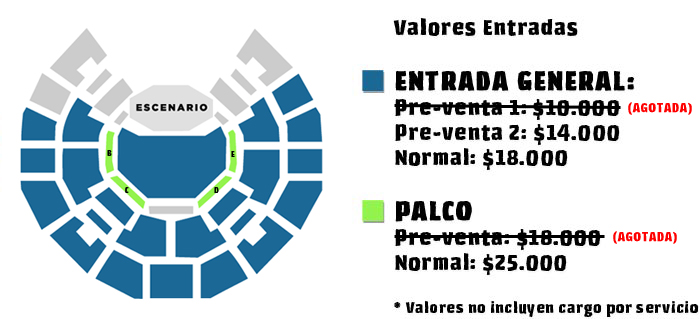 Valores Entradas
ENTRADA GENERAL:
Pre-venta 1: $10.000 (AGOTADA)
Pre-venta 2: $14.000
Normal: $18.000
PALCO
Pre-venta: $18.000 (AGOTADA)
Normal: $25.000
* Valores no incluyen cargo por servicio
ESCENARIO
B
E
C
D